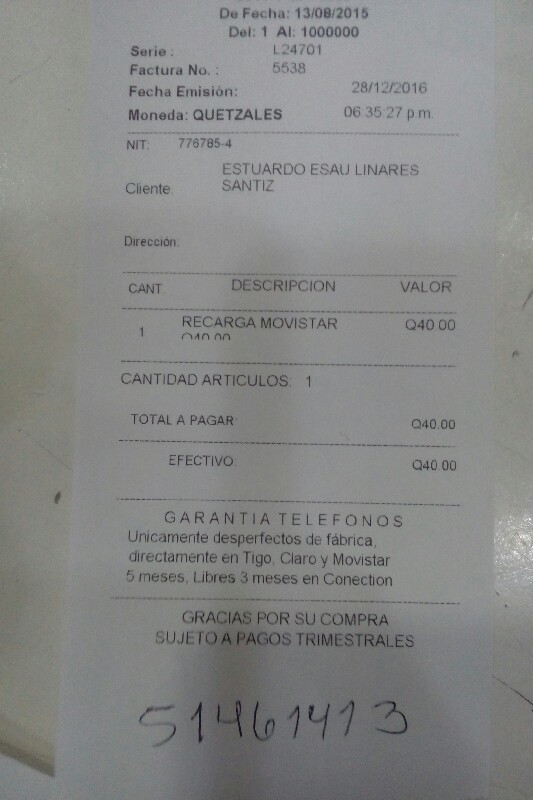 De Fecha: 13/08/2015
Del: 1 Al: 1000000
Serie : L24701
Factura No. : 5538
Fecha Emisión: 28/12/2016
Moneda: QUETZALES 06:35:27 p.m.
NIT: 776785-4
ESTUARDO ESAU LINARES
Cliente: SANTIZ
Dirección:
CANT. DESCRIPCION VALOR
1 RECARGA MOVISTAR Q40.00
Q40.00
CANTIDAD ARTICULOS: 1
TOTAL A PAGAR: Q40.00
EFECTIVO: Q40.00
GARANTIA TELEFONOS
Unicamente desperfectos de fábrica,
directamente en Tigo, Claro y Movistar
5 meses, Libres 3 meses en Conection
GRACIAS POR SU COMPRA
SUJETO A PAGOS TRIMESTRALES
51461413